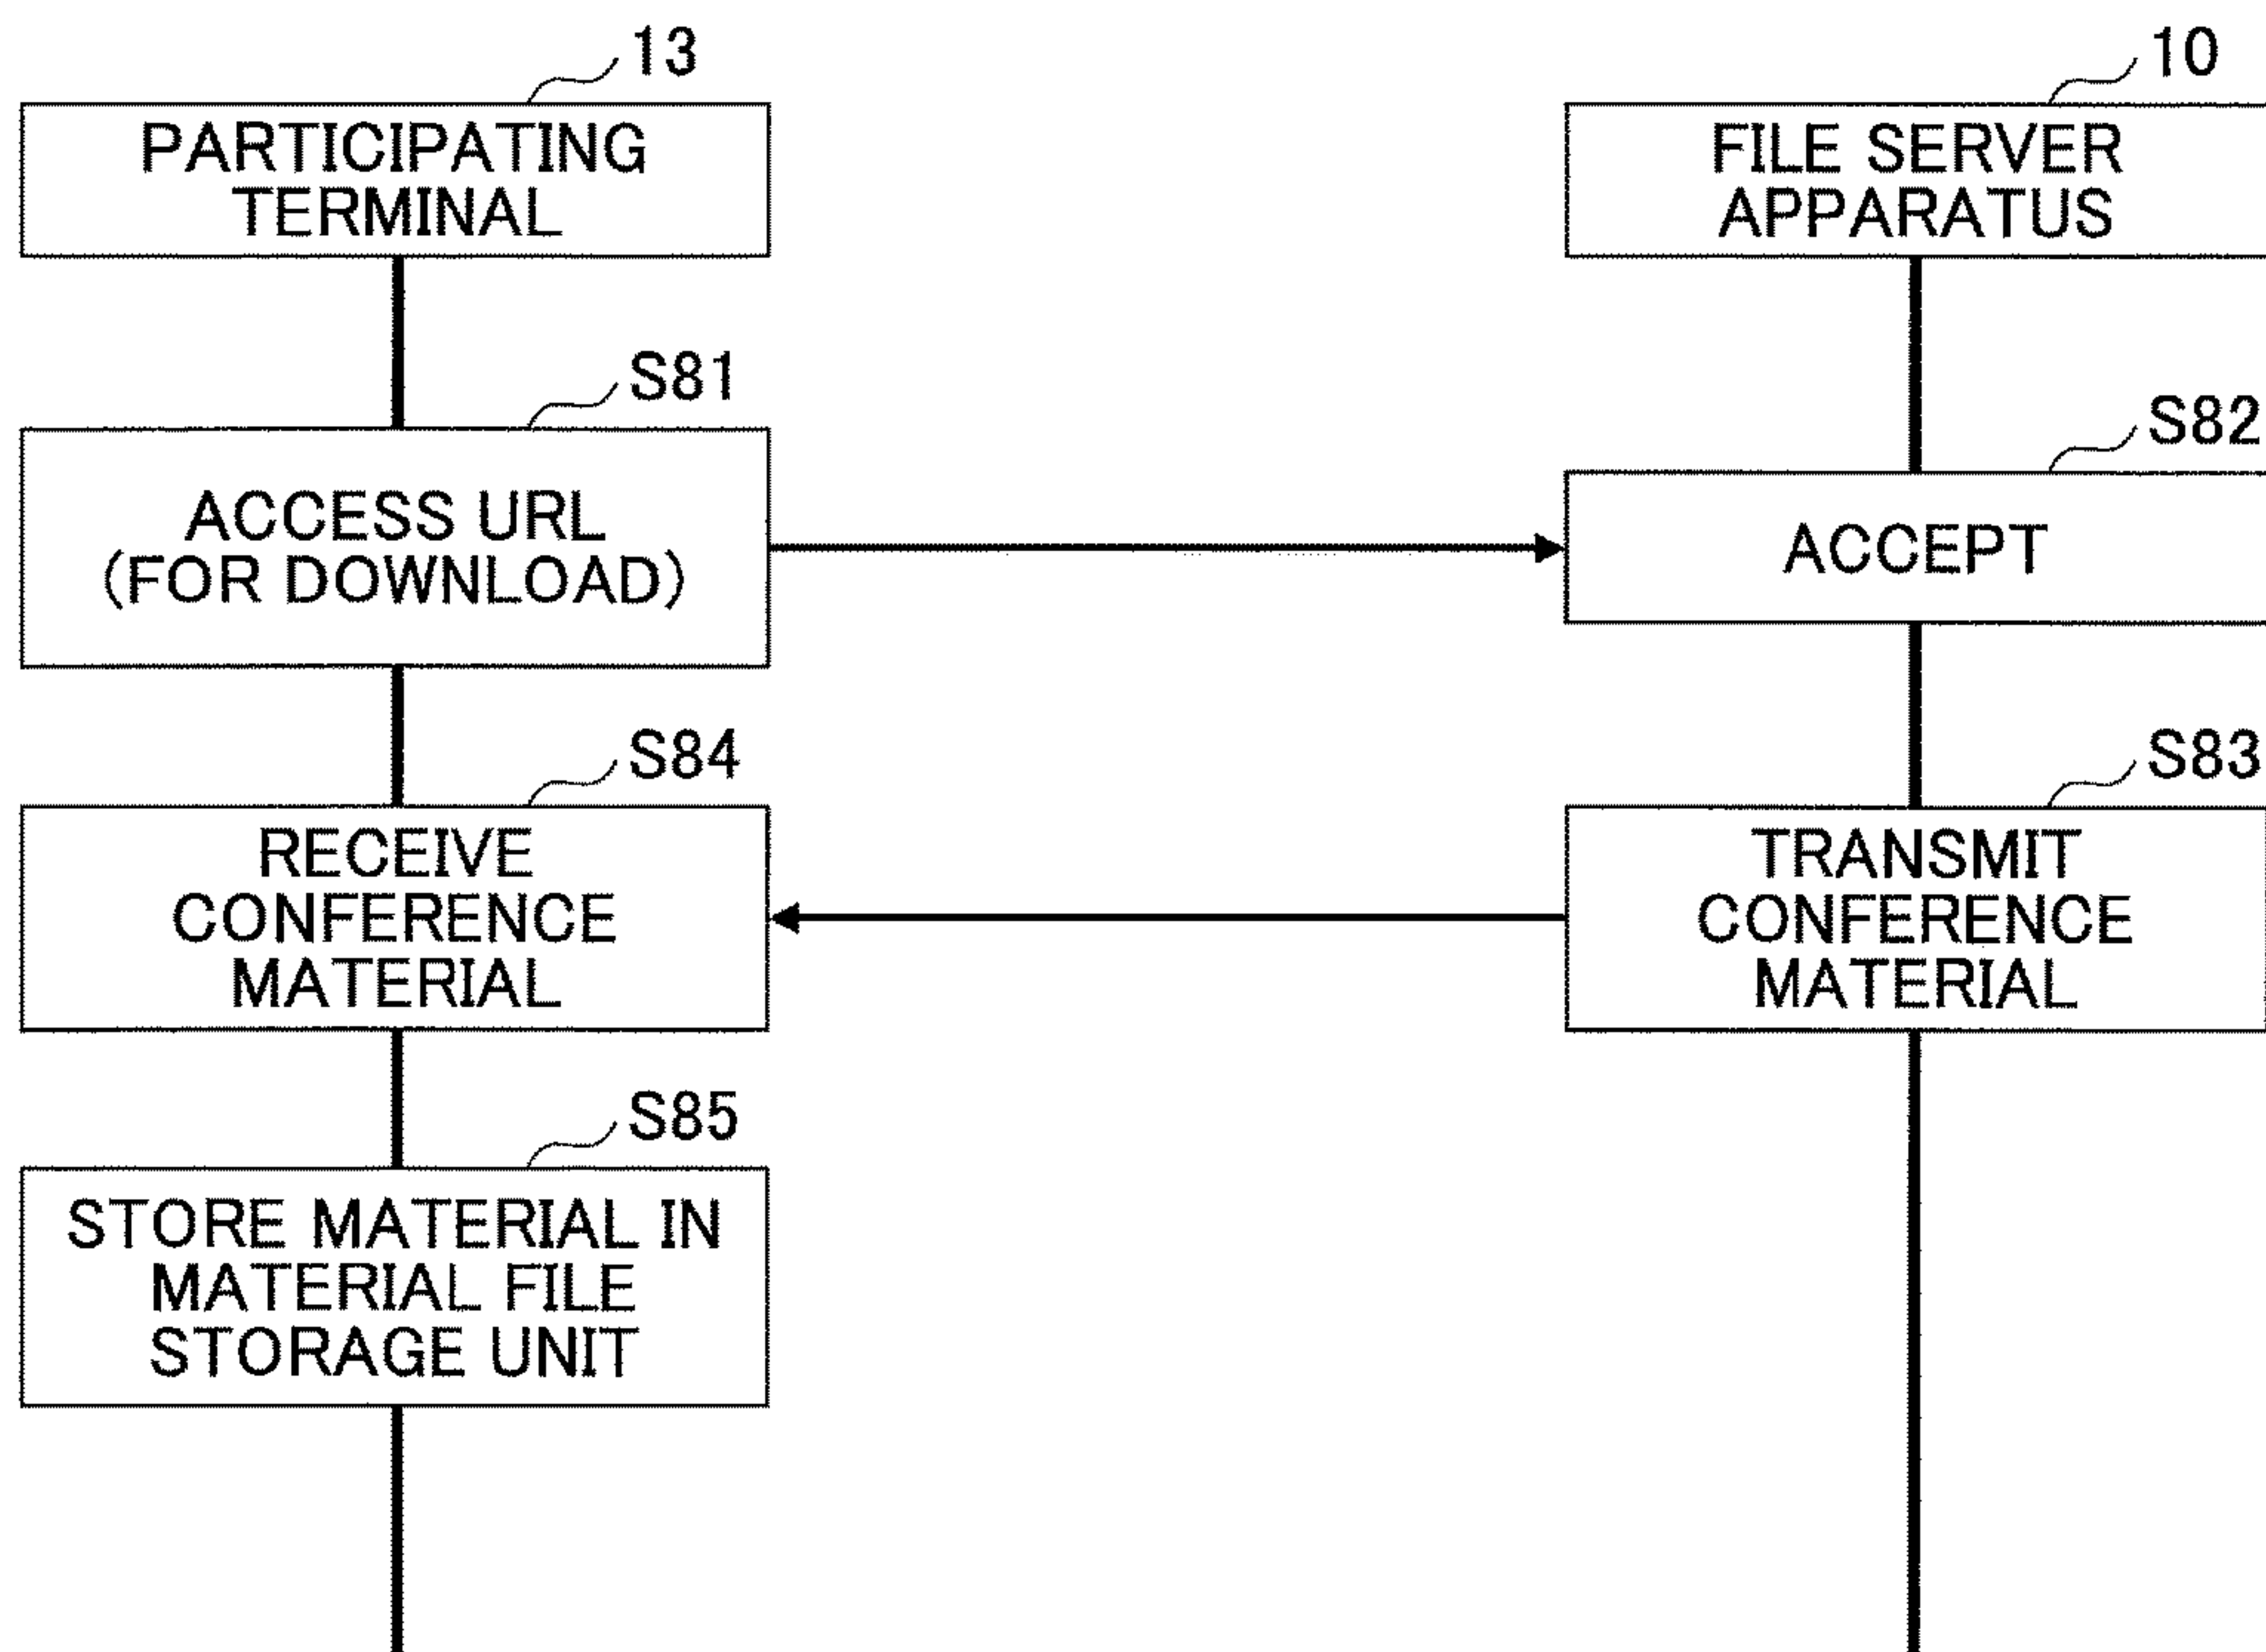 13
PARTICIPATING
TERMINAL
10
FILE SERVER
APPARATUS
S81
ACCESS URL
(FOR DOWNLOAD)
S82
ACCEPT
S84
RECEIVE
CONFERENCE
MATERIAL
S83
TRANSMIT
CONFERENCE
MATERIAL
S85
STORE MATERIAL IN
MATERIAL FILE
STORAGE UNIT